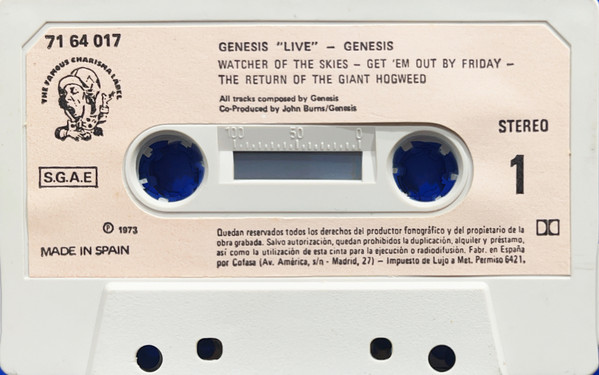 71 64 017
THE FAMOUS CHARISMA LABEL
GENESIS "LIVE" – GENESIS
WATCHER OF THE SKIES – GET 'EM OUT BY FRIDAY –
THE RETURN OF THE GIANT HOGWEED
All tracks composed by Genesis
Co-Produced by John Burns/Genesis
100 50 0
STEREO
1
S.G.A.E
Ⓟ 1973
MADE IN SPAIN
Quedan reservados todos los derechos del productor fonográfico y del propietario de la
obra grabada. Salvo autorización, quedan prohibidos la duplicación, alquiler y préstamo,
así como la utilización de esta cinta para la ejecución o radiodifusión. Fabr. en España
por Cofasa (Av. América, s/n - Madrid, 27) – Impuesto de Lujo a Met. Permiso 6421.